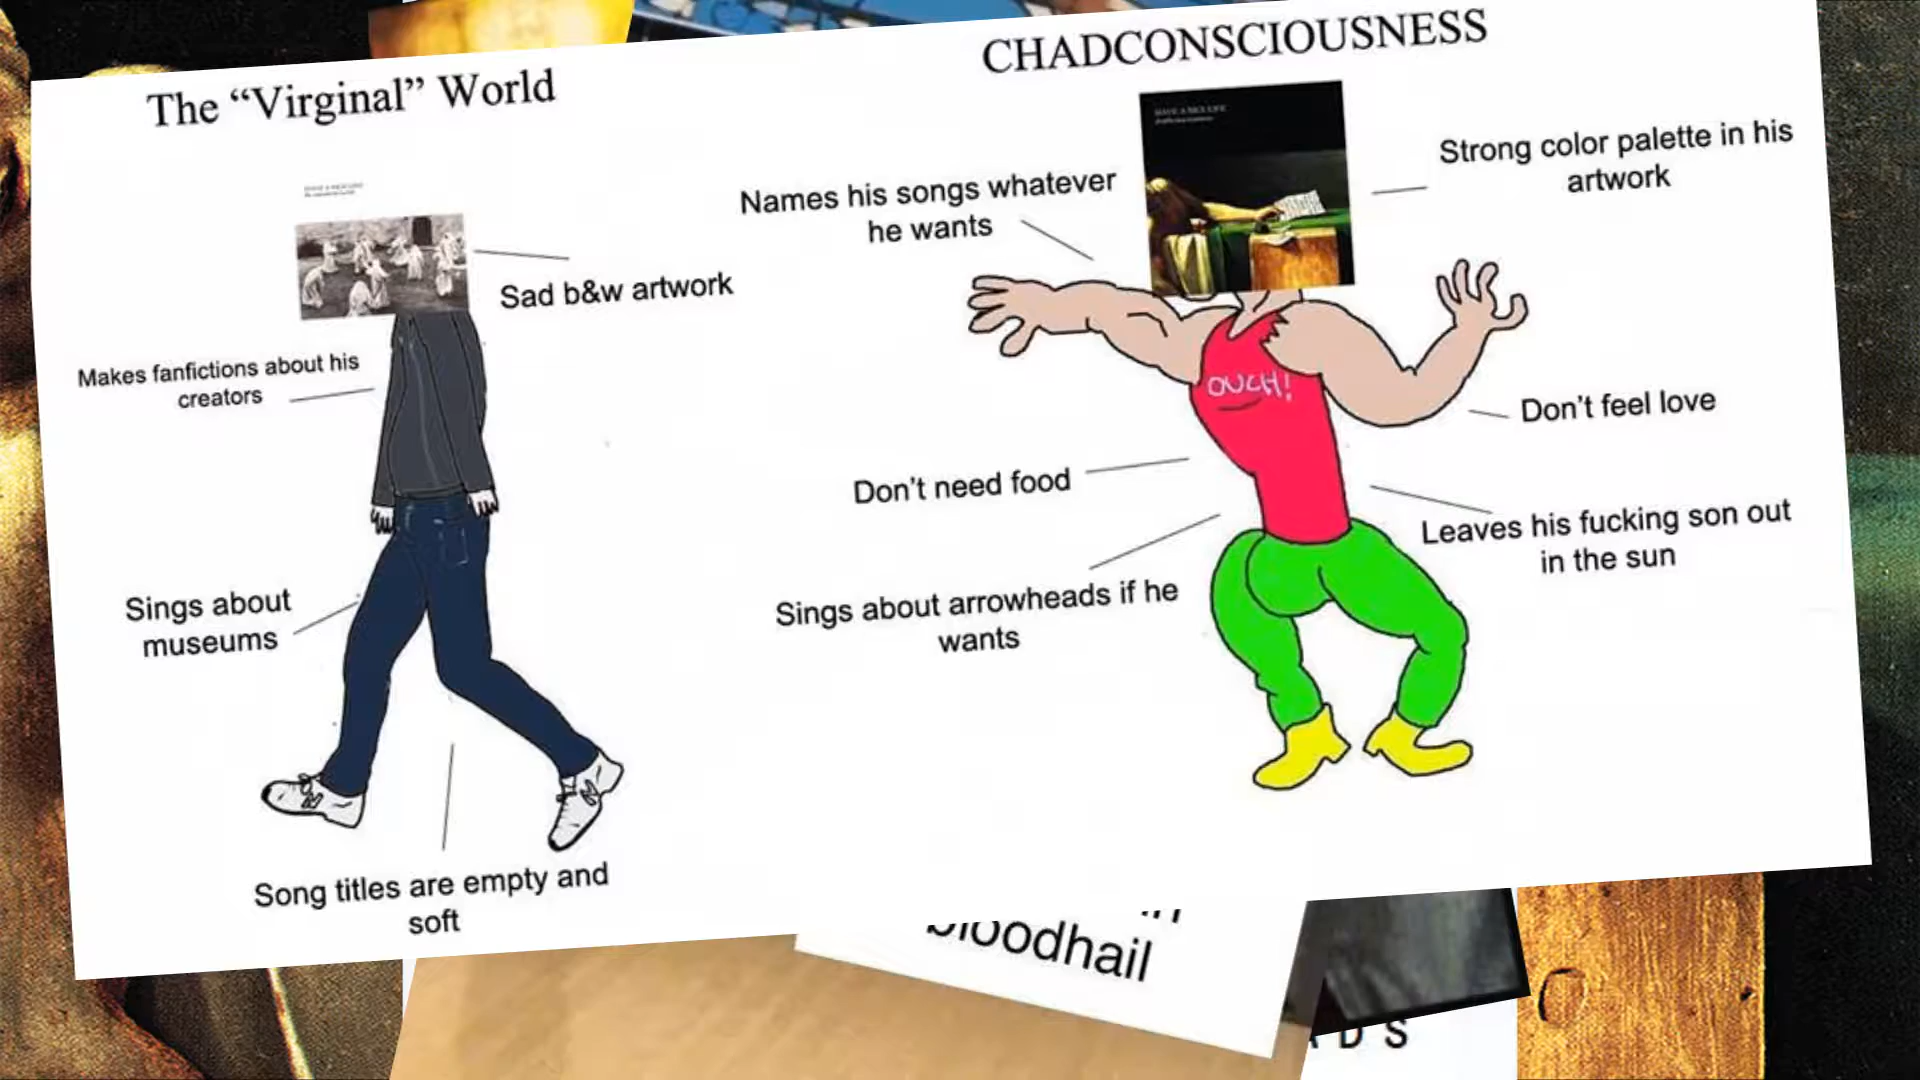 The “Virginal” World
CHADCONSCIOUSNESS
Sad b&w artwork
Makes fanfictions about his
creators
Sings about
museums
Song titles are empty and
soft
Names his songs whatever
he wants
Strong color palette in his
artwork
OUCH!
Don’t feel love
Don’t need food
Leaves his fucking son out
in the sun
Sings about arrowheads if he
wants
bloodhail
D S